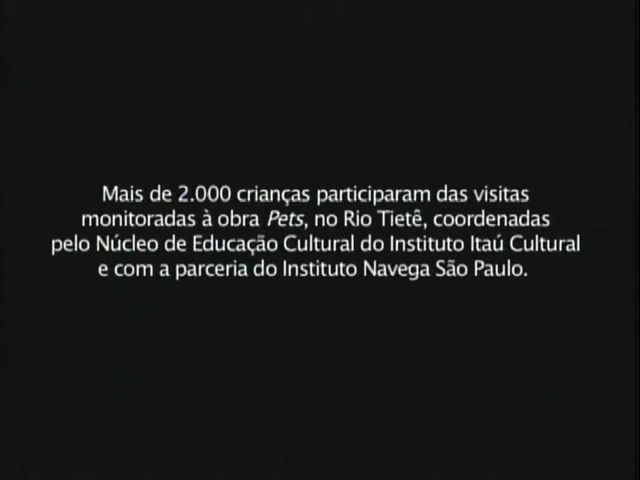 Mais de 2.000 crianças participaram das visitas
monitoradas à obra Pets, no Rio Tietê, coordenadas
pelo Núcleo de Educação Cultural do Instituto Itaú Cultural
e com a parceria do Instituto Navega São Paulo.